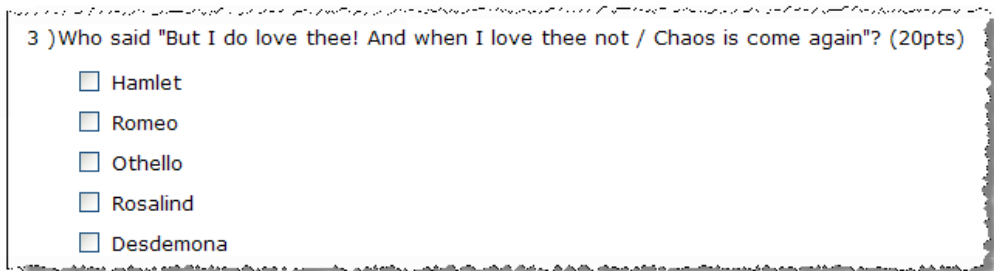 3 )Who said "But I do love thee! And when I love thee not / Chaos is come again"? (20pts)
Hamlet
Romeo
Othello
Rosalind
Desdemona